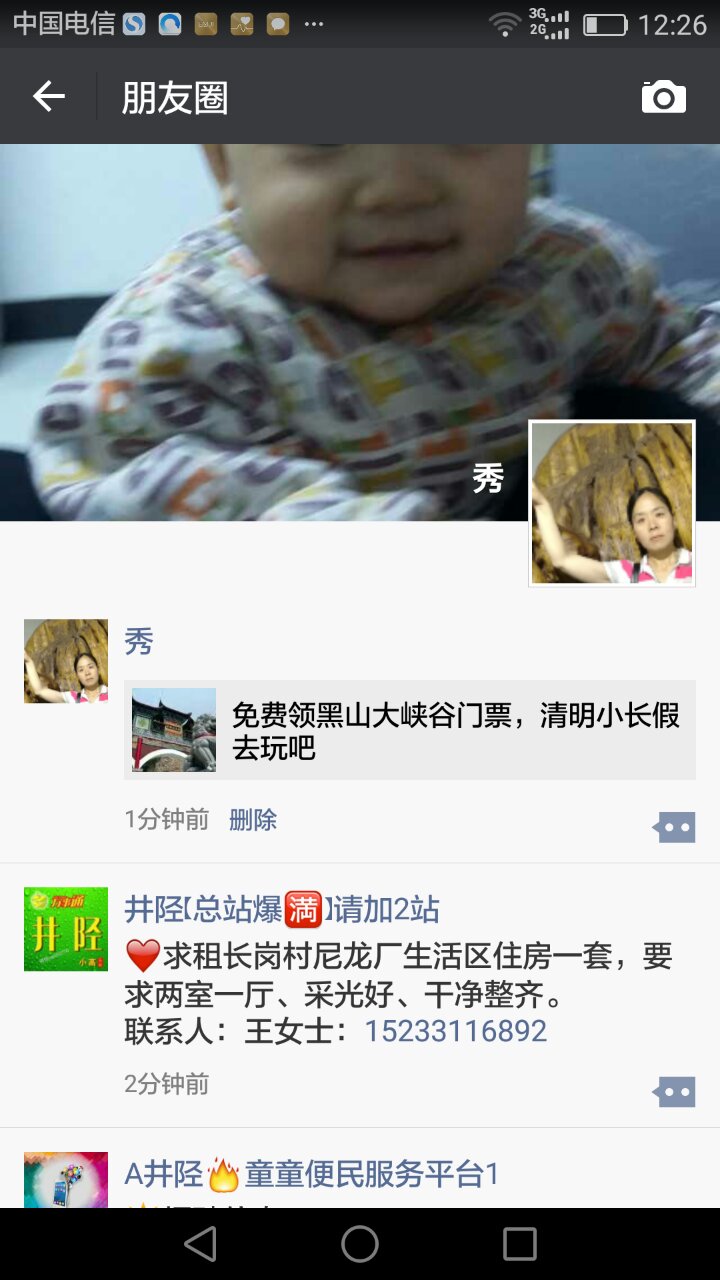 中国电信
3G
2G
12:26
朋友圈
秀
秀
免费领黑山大峡谷门票，清明小长假
去玩吧
1分钟前 删除
井陉【总站爆🈵】请加2站
❤️求租长岗村尼龙厂生活区住房一套，要
求两室一厅、采光好、干净整齐。
联系人：王女士：15233116892
2分钟前
井陉
A井陉🔥童童便民服务平台1